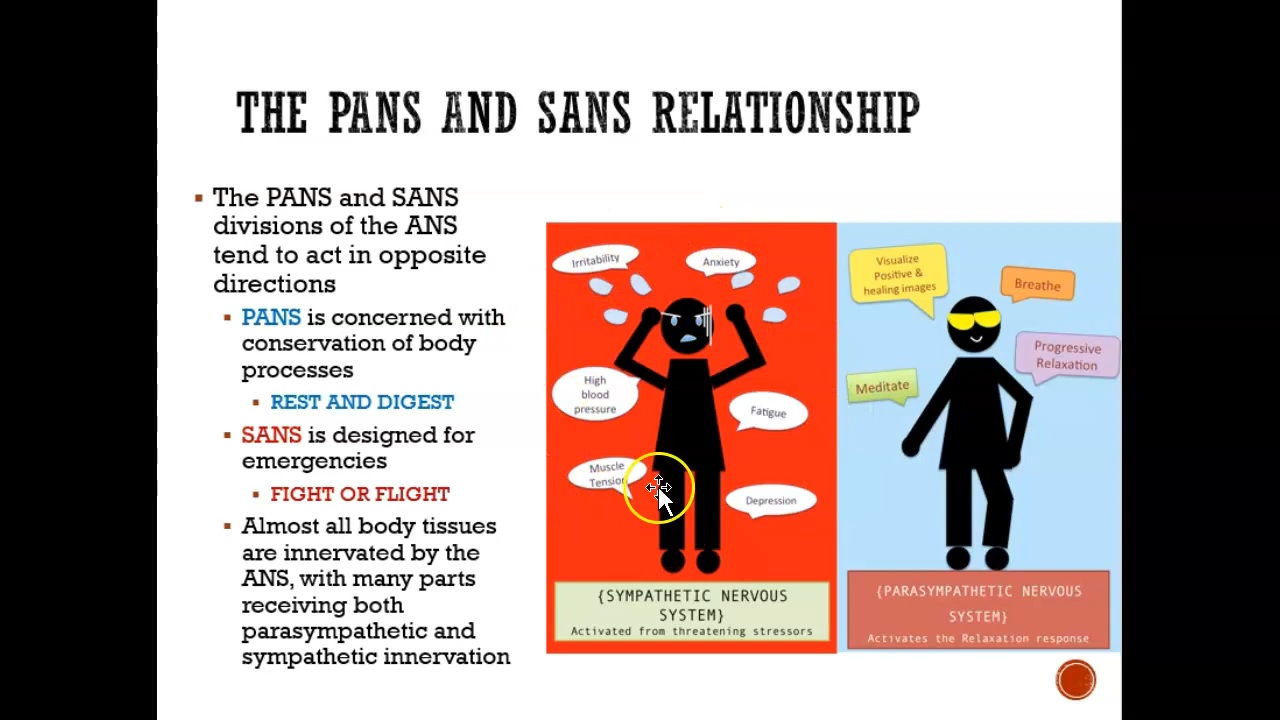 THE PANS AND SANS RELATIONSHIP
The PANS and SANS
divisions of the ANS
tend to act in opposite
directions
PANS is concerned with
conservation of body
processes
REST AND DIGEST
SANS is designed for
emergencies
FIGHT OR FLIGHT
Almost all body tissues
are innervated by the
ANS, with many parts
receiving both
parasympathetic and
sympathetic innervation
Irritability
Anxiety
High
blood
pressure
Fatigue
Muscle
Tension
Depression
{SYMPATHETIC NERVOUS
SYSTEM}
Activated from threatening stressors
Visualize
Positive &
healing images
Breathe
Progressive
Relaxation
Meditate
{PARASYMPATHETIC NERVOUS
SYSTEM}
Activates the Relaxation response